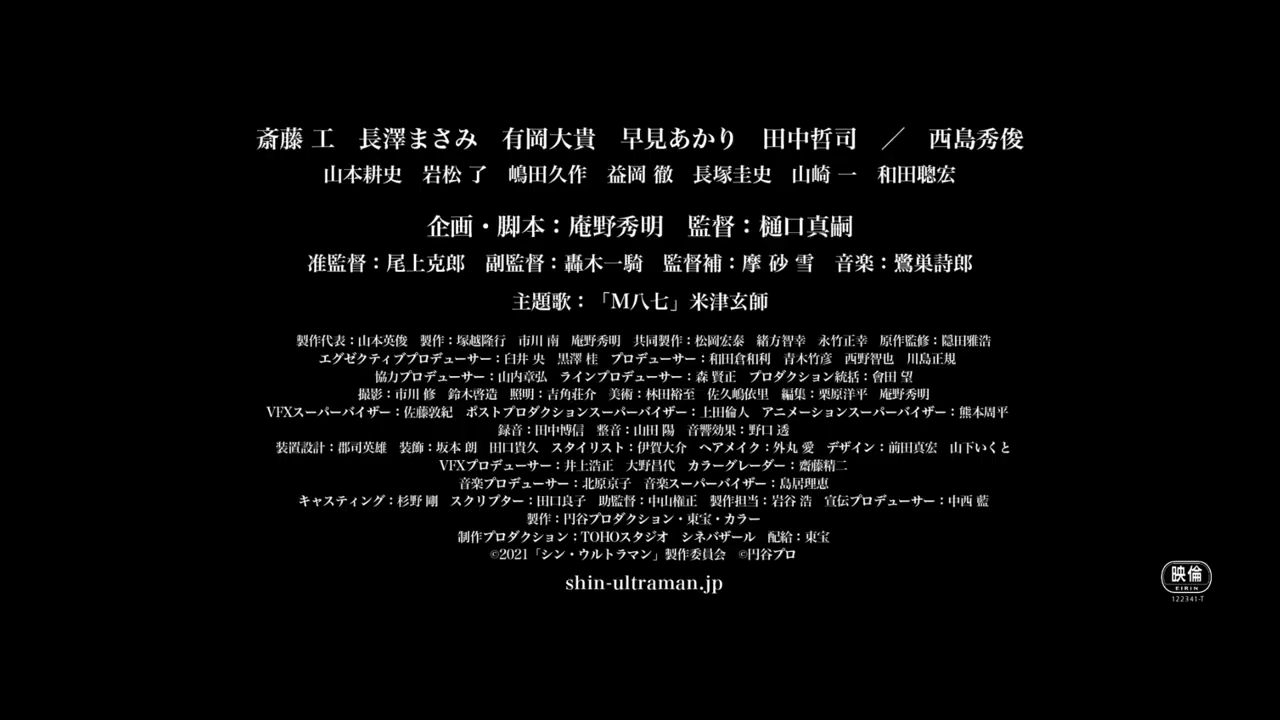 斎藤 工　長澤まさみ　有岡大貴　早見あかり　田中哲司　／　西島秀俊
山本耕史　岩松 了　嶋田久作　益岡 徹　長塚圭史　山崎 一　和田聰宏
企画・脚本：庵野秀明　監督：樋口真嗣
准監督：尾上克郎　副監督：轟木一騎　監督補：摩 砂 雪　音楽：鷺巣詩郎
主題歌：「M八七」米津玄師
製作代表：山本英俊　製作：塚越隆行　市川 南　庵野秀明　共同製作：松岡宏泰　緒方智幸　永竹正幸　原作監修：隠田雅浩
エグゼクティブプロデューサー：臼井 央　黒澤 桂　プロデューサー：和田倉和利　青木竹彦　西野智也　川島正規
協力プロデューサー：山内章弘　ラインプロデューサー：森 賢正　プロダクション統括：會田 望
撮影：市川 修　鈴木啓造　照明：吉角荘介　美術：林田裕至　佐久嶋依里　編集：栗原洋平　庵野秀明
VFXスーパーバイザー：佐藤敦紀　ポストプロダクションスーパーバイザー：上田倫人　アニメーションスーパーバイザー：熊本周平
録音：田中博信　整音：山田 陽　音響効果：野口 透
装置設計：郡司英雄　装飾：坂本 朗　田口貴久　スタイリスト：伊賀大介　ヘアメイク：外丸 愛　デザイン：前田真宏　山下いくと
VFXプロデューサー：井上浩正　大野昌代　カラーグレーダー：齋藤精二
音楽プロデューサー：北原京子　音楽スーパーバイザー：島居理恵
キャスティング：杉野 剛　スクリプター：田口良子　助監督：中山権正　製作担当：岩谷 浩　宣伝プロデューサー：中西 藍
製作：円谷プロダクション・東宝・カラー
制作プロダクション：TOHOスタジオ　シネバザール　配給：東宝
©2021「シン・ウルトラマン」製作委員会　©円谷プロ
shin-ultraman.jp
映倫
EIRIN
122341-T